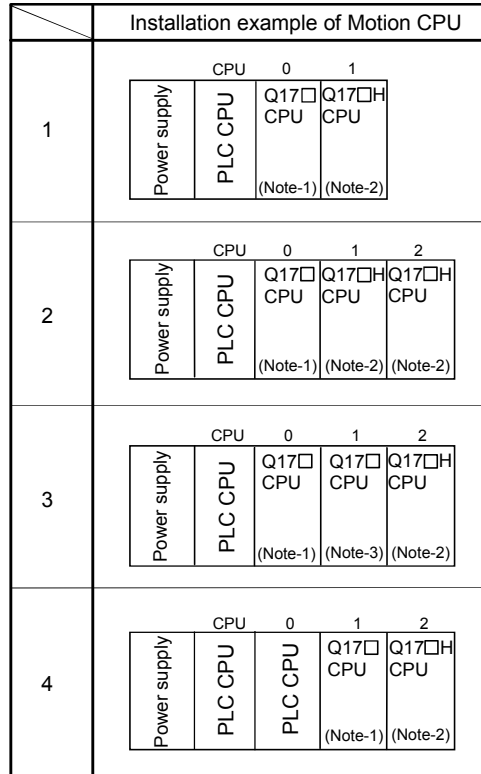 Installation example of Motion CPU
1
CPU 0 1
Power supply
PLC CPU
Q17□ Q17□H
CPU CPU
(Note-1) (Note-2)
2
CPU 0 1 2
Power supply
PLC CPU
Q17□ Q17□H Q17□H
CPU CPU CPU
(Note-1) (Note-2) (Note-2)
3
CPU 0 1 2
Power supply
PLC CPU
Q17□ Q17□ Q17□H
CPU CPU CPU
(Note-1) (Note-3) (Note-2)
4
CPU 0 1 2
Power supply
PLC CPU
PLC CPU
Q17□ Q17□H
CPU CPU
(Note-1) (Note-2)